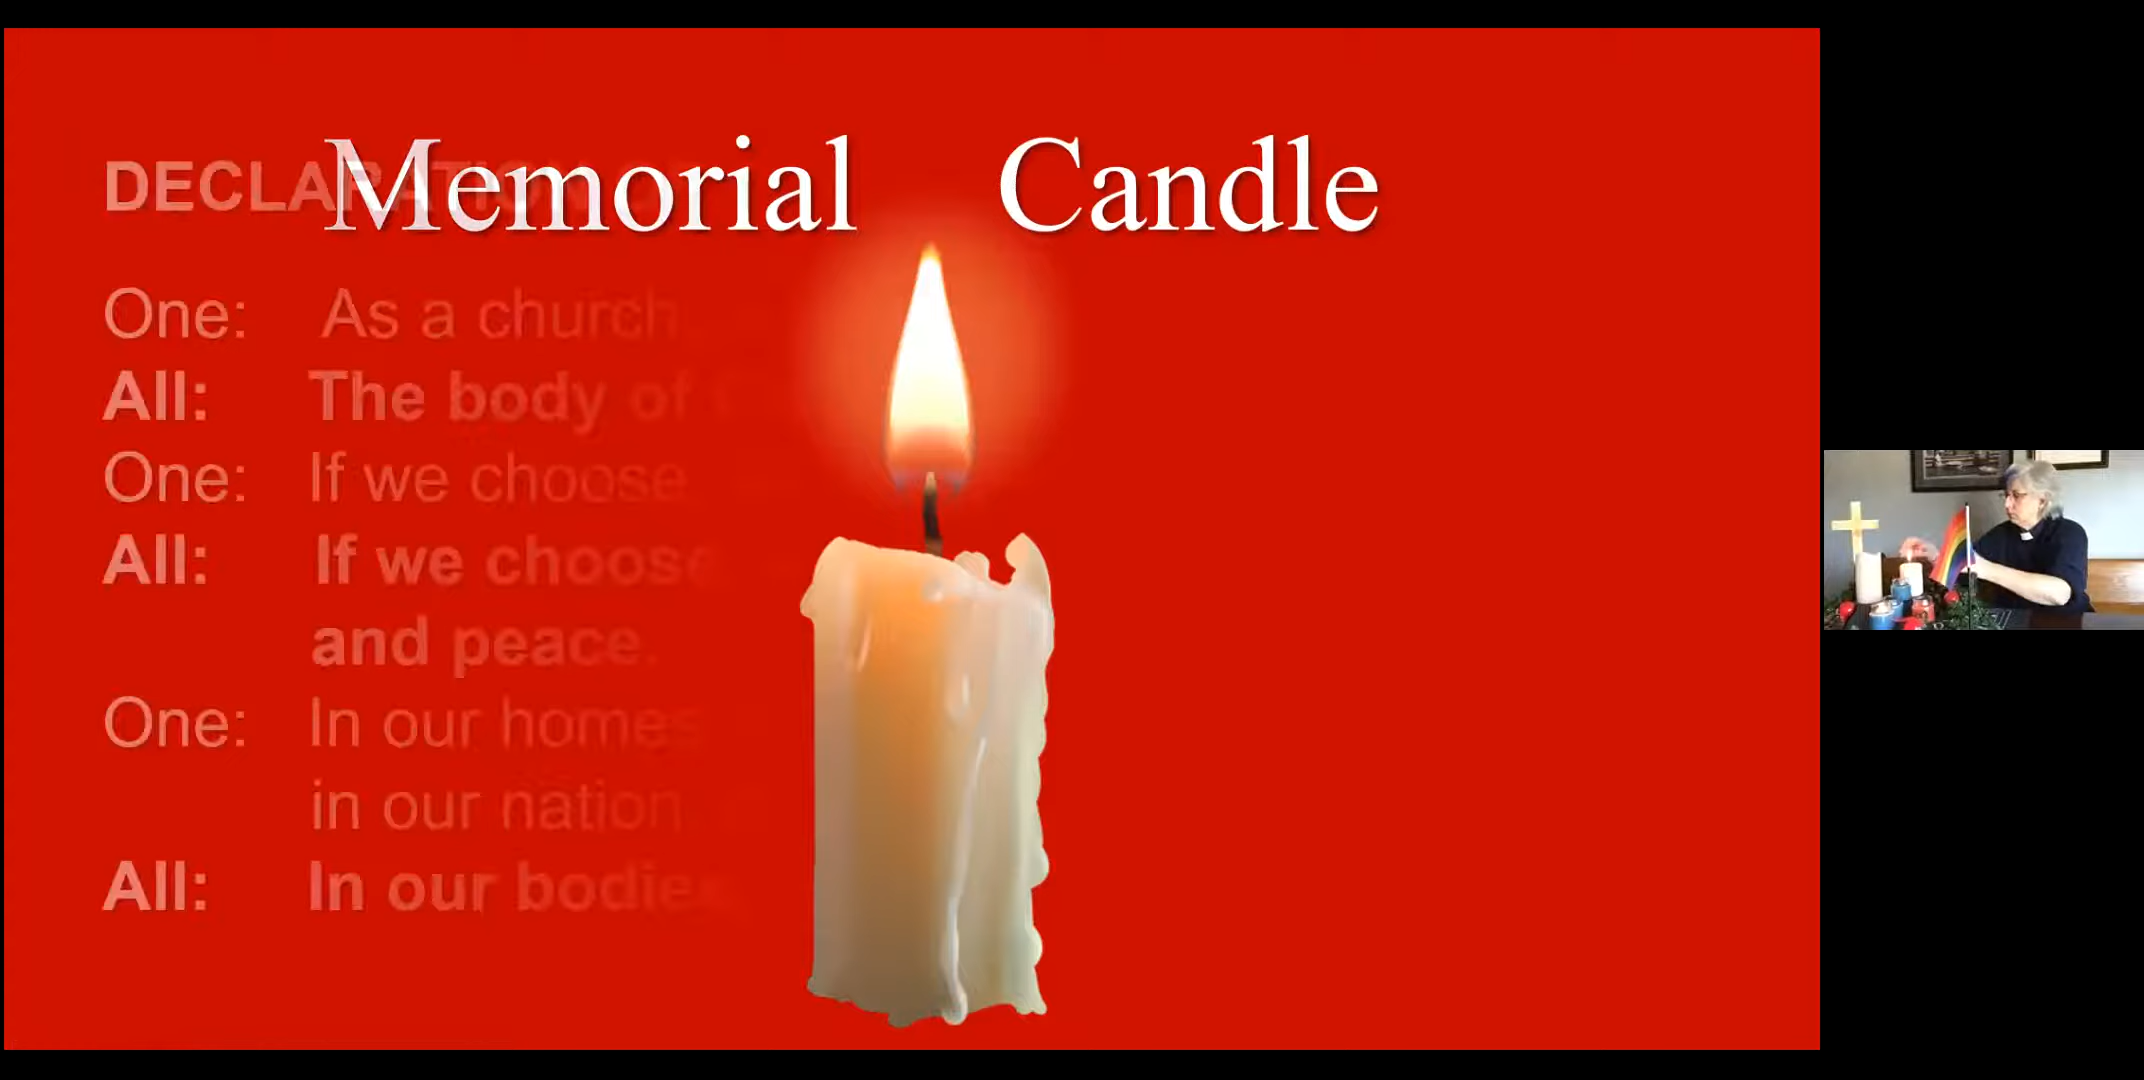 Memorial Candle
DECLARATION
One: As a church,
All: The body of
One: If we choose,
All: If we choose
and peace.
One: In our homes,
in our nation,
All: In our bodies,